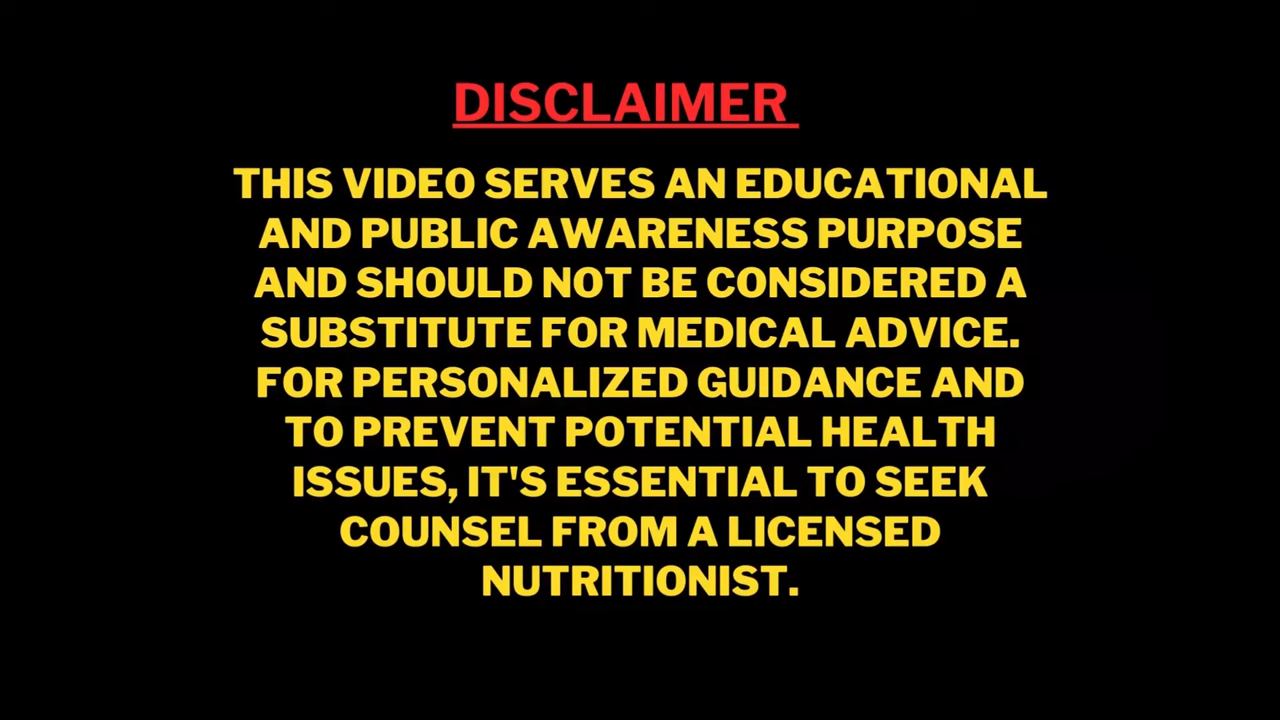 DISCLAIMER
THIS VIDEO SERVES AN EDUCATIONAL
AND PUBLIC AWARENESS PURPOSE
AND SHOULD NOT BE CONSIDERED A
SUBSTITUTE FOR MEDICAL ADVICE.
FOR PERSONALIZED GUIDANCE AND
TO PREVENT POTENTIAL HEALTH
ISSUES, IT'S ESSENTIAL TO SEEK
COUNSEL FROM A LICENSED
NUTRITIONIST.